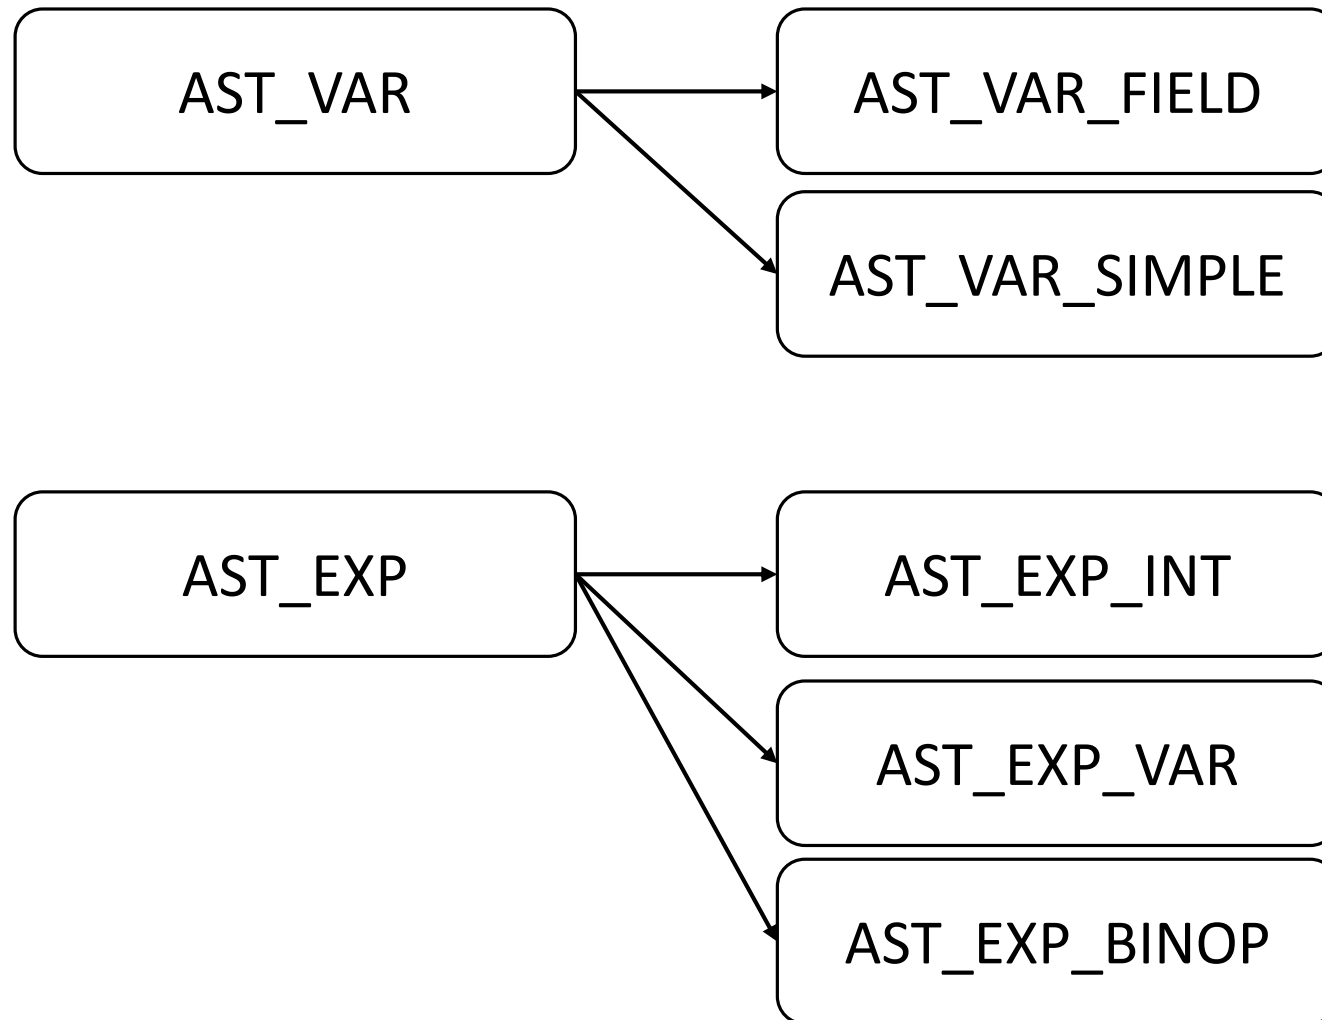 AST_VAR
AST_VAR_FIELD
AST_VAR_SIMPLE
AST_EXP
AST_EXP_INT
AST_EXP_VAR
AST_EXP_BINOP